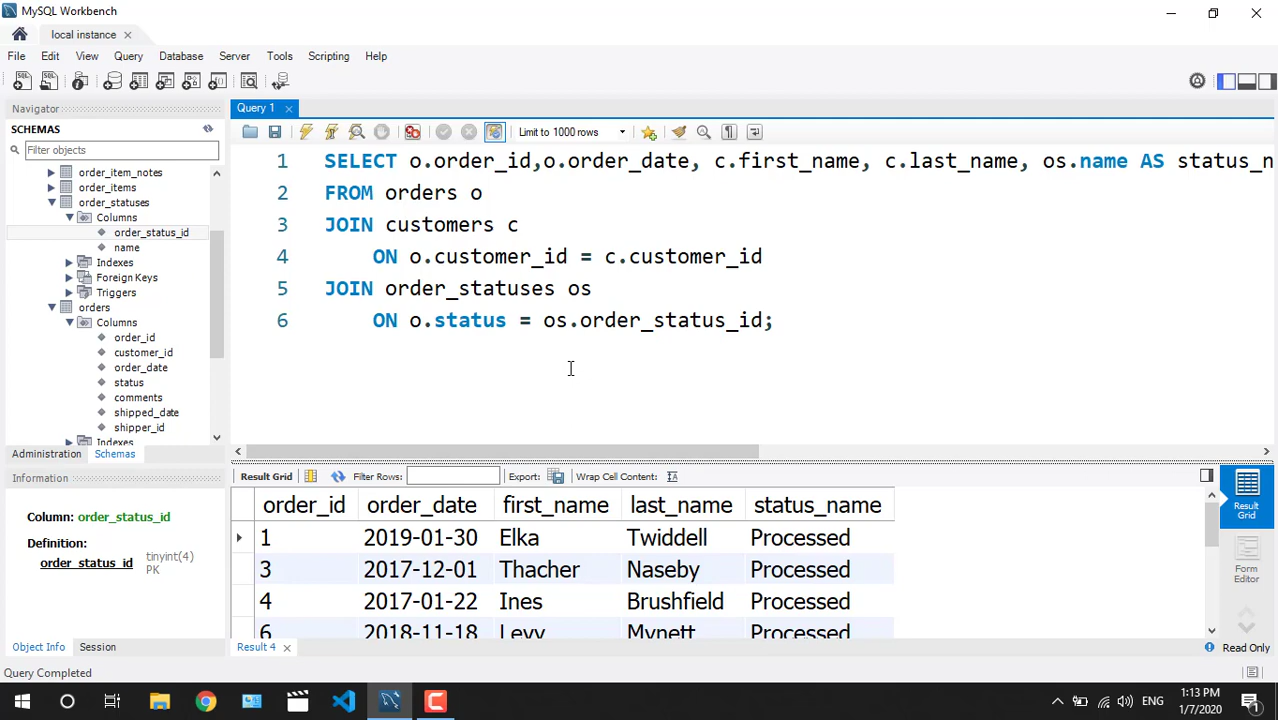 MySQL Workbench
local instance
File Edit View Query Database Server Tools Scripting Help
Navigator
SCHEMAS
Filter objects
order_item_notes
order_items
order_statuses
Columns
order_status_id
name
Indexes
Foreign Keys
Triggers
orders
Columns
order_id
customer_id
order_date
status
comments
shipped_date
shipper_id
Indexes
Administration Schemas
Information
Column: order_status_id
Definition:
order_status_id tinyint(4)
PK
Object Info Session
Query 1
Limit to 1000 rows
1 SELECT o.order_id,o.order_date, c.first_name, c.last_name, os.name AS status_n
2 FROM orders o
3 JOIN customers c
4 ON o.customer_id = c.customer_id
5 JOIN order_statuses os
6 ON o.status = os.order_status_id;
Result Grid Filter Rows: Export: Wrap Cell Content:
order_id order_date first_name last_name status_name
1 2019-01-30 Elka Twiddell Processed
3 2017-12-01 Thacher Naseby Processed
4 2017-01-22 Ines Brushfield Processed
6 2018-11-18 Levy Mynett Processed
Result Grid
Form Editor
Result 4
Read Only
Query Completed
ENG
1:13 PM
1/7/2020